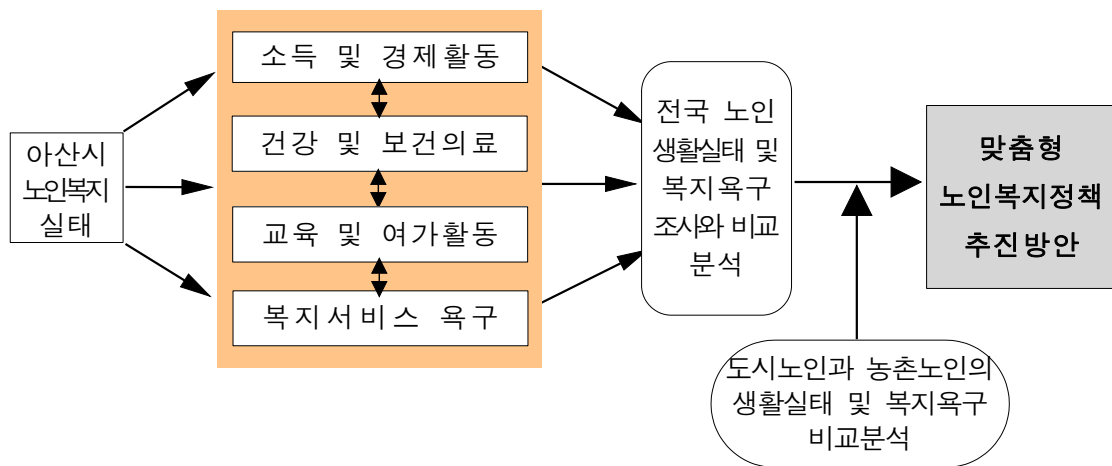 아산시
노인복지
실태
소득 및 경제활동
건강 및 보건의료
교육 및 여가활동
복지서비스 욕구
전국 노인
생활실태 및
복지욕구
조사와 비교
분석
맞춤형
노인복지정책
추진방안
도시노인과 농촌노인의
생활실태 및 복지욕구
비교분석